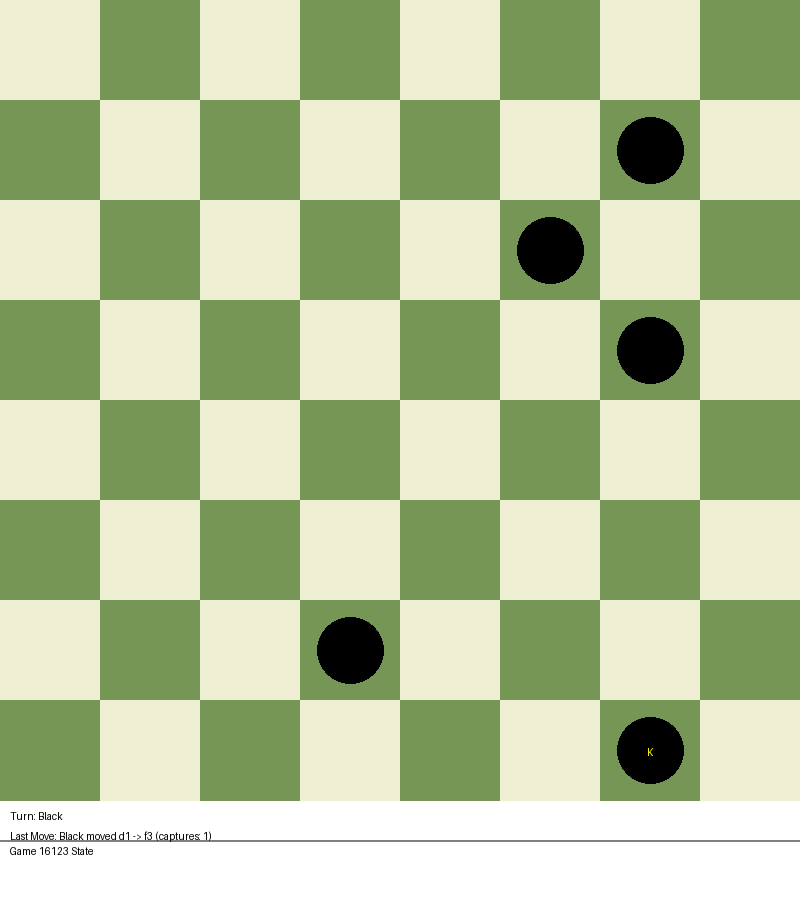 K
Turn: Black
Last Move: Black moved d1 -> f3 (captures: 1)
Game 16123 State